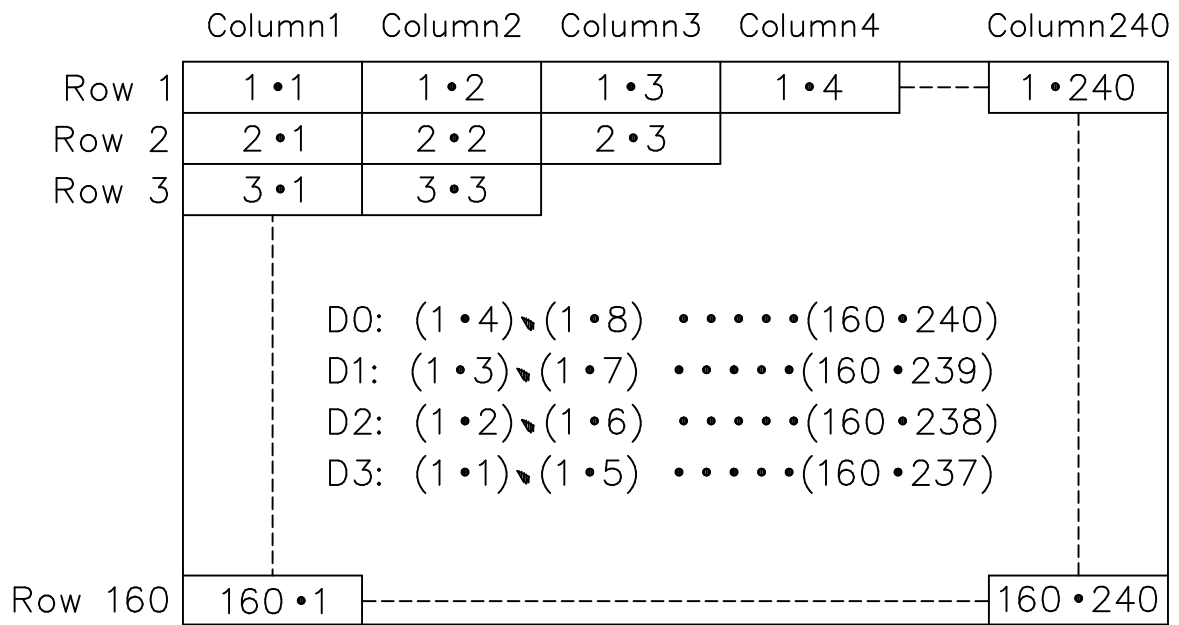 Column1 Column2 Column3 Column4 Column240
Row 1 1•1 1•2 1•3 1•4 1•240
Row 2 2•1 2•2 2•3
Row 3 3•1 3•3
D0: (1•4)、(1•8) •••••(160•240)
D1: (1•3)、(1•7) •••••(160•239)
D2: (1•2)、(1•6) •••••(160•238)
D3: (1•1)、(1•5) •••••(160•237)
Row 160 160•1 160•240